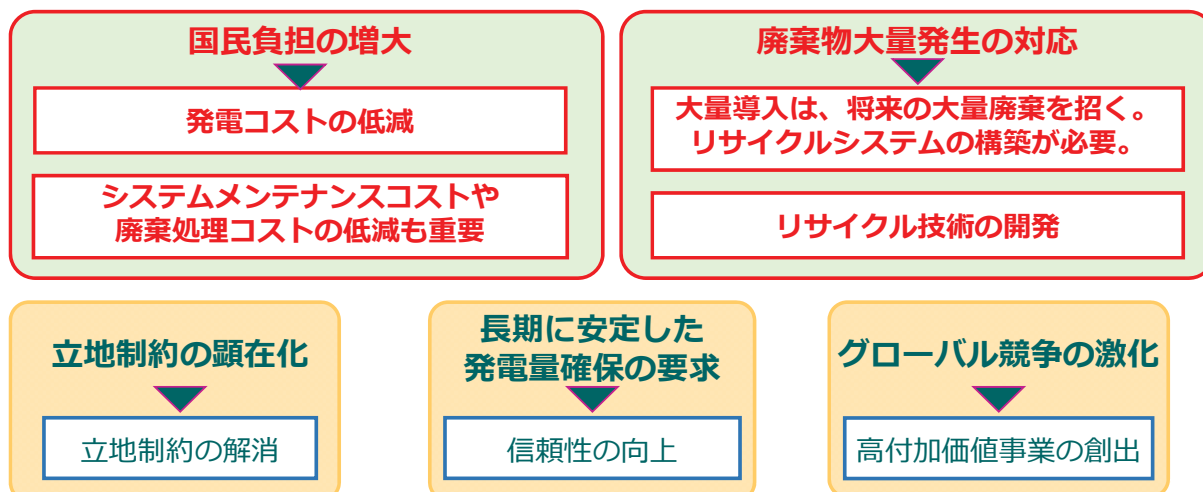 国民負担の増大
発電コストの低減
システムメンテナンスコストや
廃棄処理コストの低減も重要
廃棄物大量発生の対応
大量導入は、将来の大量廃棄を招く。
リサイクルシステムの構築が必要。
リサイクル技術の開発
立地制約の顕在化
立地制約の解消
長期に安定した
発電量確保の要求
信頼性の向上
グローバル競争の激化
高付加価値事業の創出